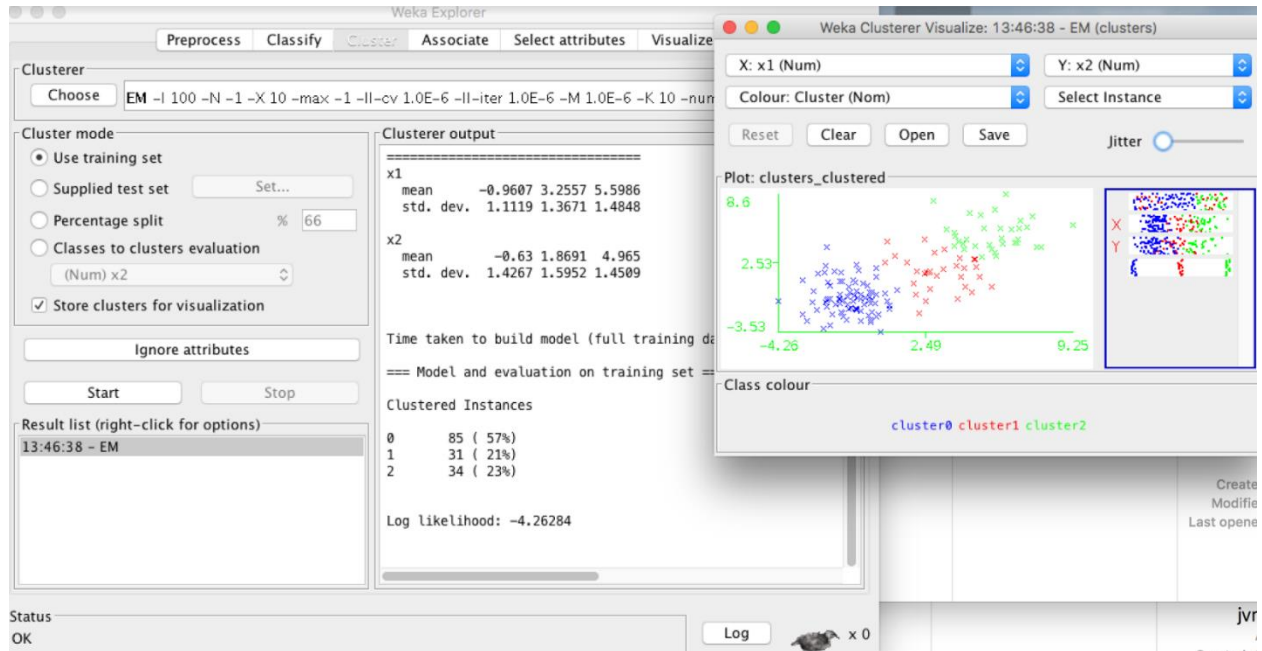 Weka Explorer
Preprocess Classify Cluster Associate Select attributes Visualize
Clusterer
Choose EM -I 100 -N -1 -X 10 -max -1 -ll-cv 1.0E-6 -ll-iter 1.0E-6 -M 1.0E-6 -K 10 -num
Cluster mode
Use training set
Supplied test set Set...
Percentage split % 66
Classes to clusters evaluation
(Num) x2
Store clusters for visualization
Ignore attributes
Start Stop
Result list (right-click for options)
13:46:38 - EM
Clusterer output
==================================
x1
mean -0.9607 3.2557 5.5986
std. dev. 1.1119 1.3671 1.4848
x2
mean -0.63 1.8691 4.965
std. dev. 1.4267 1.5952 1.4509
Time taken to build model (full training da
=== Model and evaluation on training set ==
Clustered Instances
0 85 ( 57%)
1 31 ( 21%)
2 34 ( 23%)
Log likelihood: -4.26284
Status
OK
Log
x 0
Weka Clusterer Visualize: 13:46:38 - EM (clusters)
X: x1 (Num) Y: x2 (Num)
Colour: Cluster (Nom) Select Instance
Reset Clear Open Save Jitter
Plot: clusters_clustered
8.6
2.53
-3.53
-4.26 2.49 9.25
X
Y
Class colour
cluster0 cluster1 cluster2
Create
Modifie
Last opene